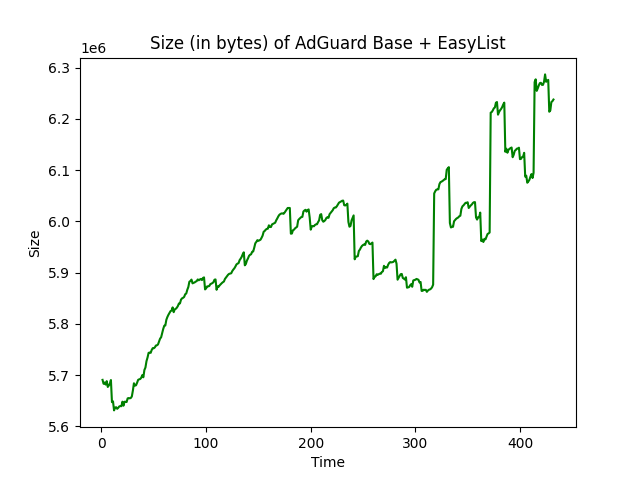 Size (in bytes) of AdGuard Base + EasyList
1e6
6.3
6.2
6.1
6.0
5.9
5.8
5.7
5.6
Size
0 100 200 300 400
Time